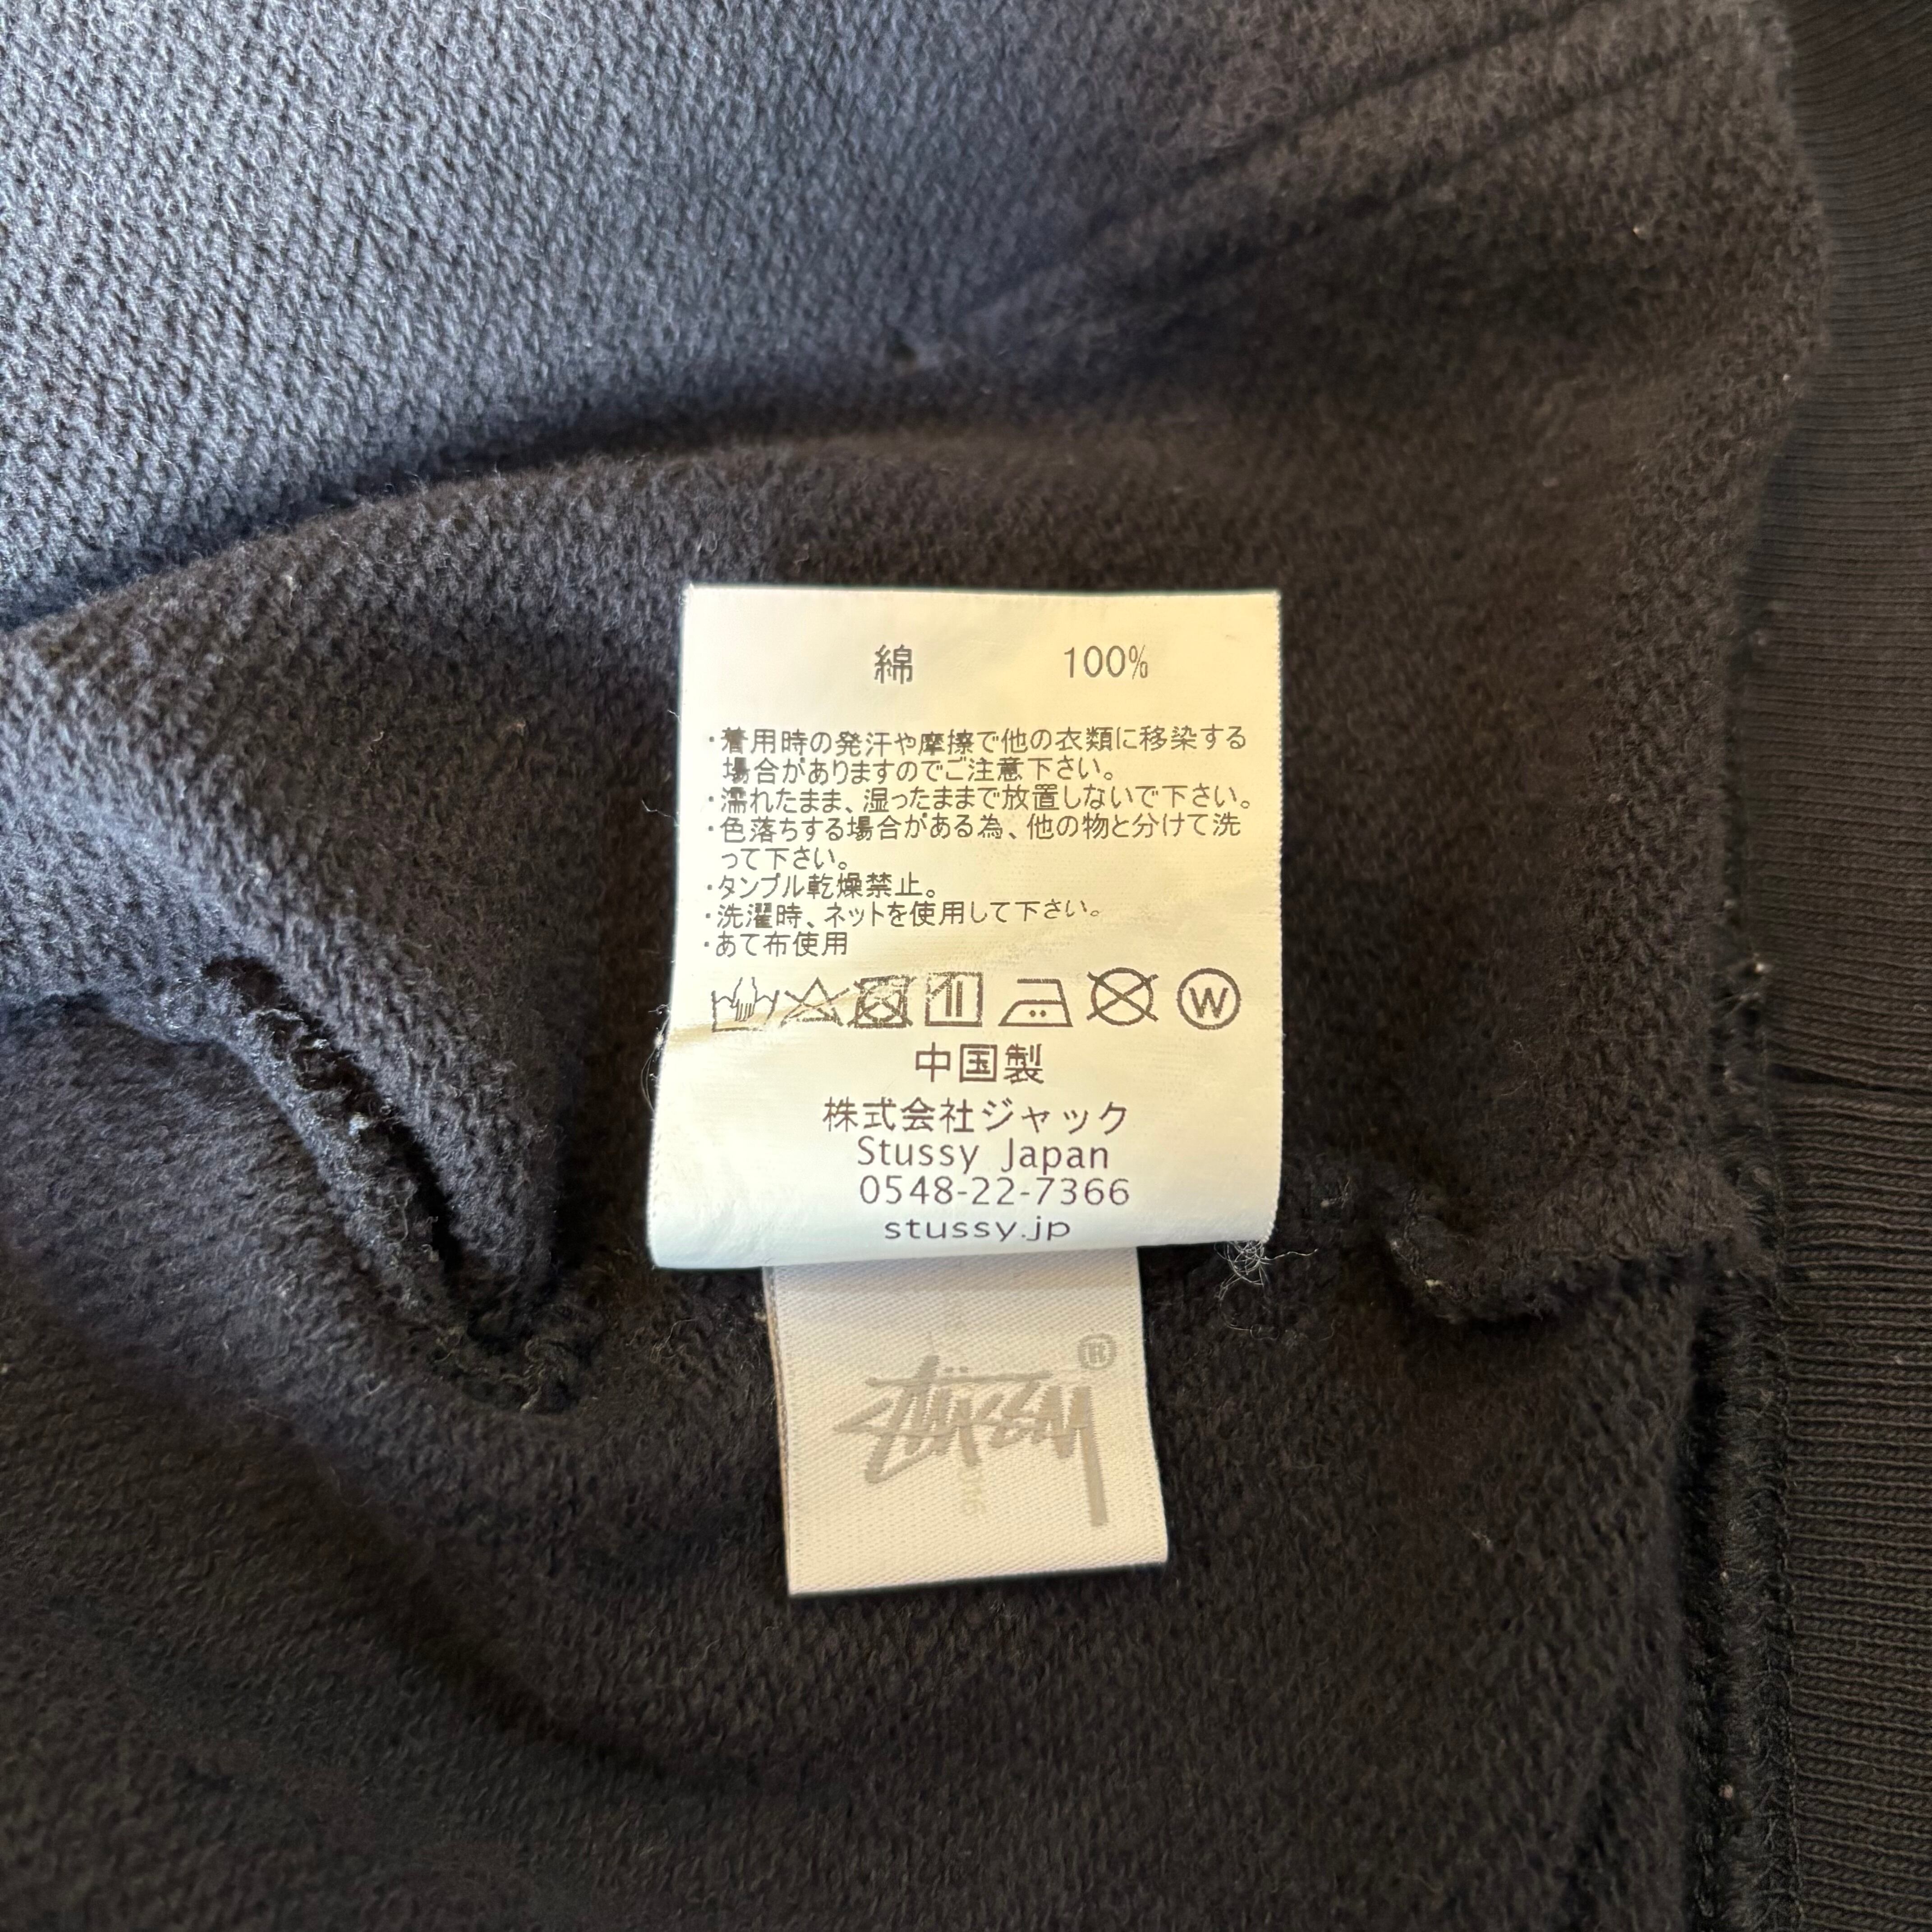 綿 100%
・着用時の発汗や摩擦で他の衣類に移染する
場合がありますのでご注意下さい。
・濡れたまま、湿ったままで放置しないで下さい。
・色落ちする場合がある為、他の物と分けて洗
って下さい。
・タンブル乾燥禁止。
・洗濯時、ネットを使用して下さい。
・あて布使用
W
中国製
株式会社ジャック
Stussy Japan
0548-22-7366
stussy.jp
STÜSSY®